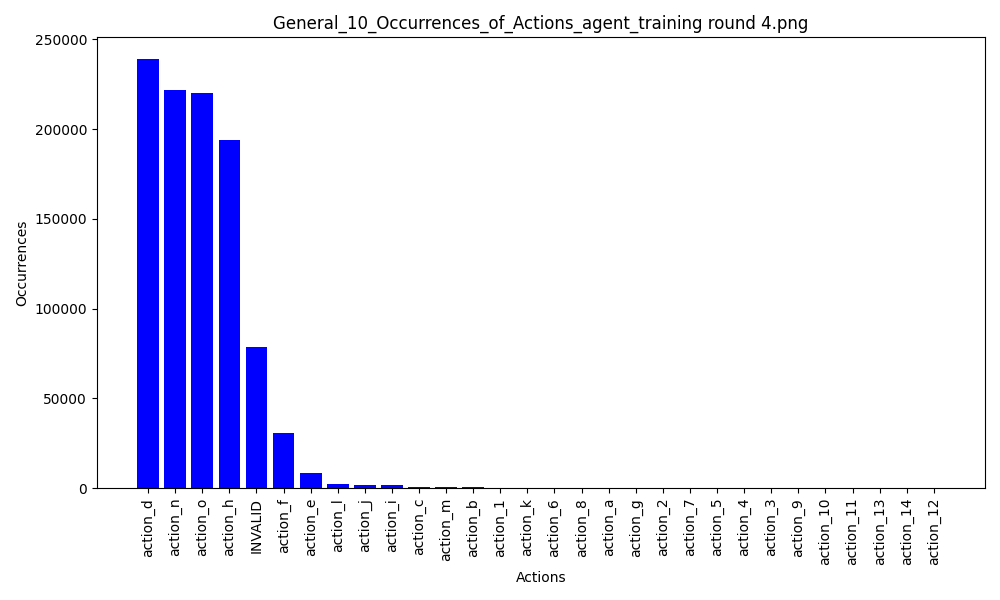 General_10_Occurrences_of_Actions_agent_training round 4.png
250000
200000
150000
100000
50000
0
Occurrences
action_d
action_n
action_o
action_h
INVALID
action_f
action_e
action_l
action_J
action_i
action_c
action_m
action_b
action_1
action_k
action_6
action_8
action_a
action_g
action_2
action_7
action_5
action_4
action_3
action_9
action_10
action_11
action_13
action_14
action_12
Actions